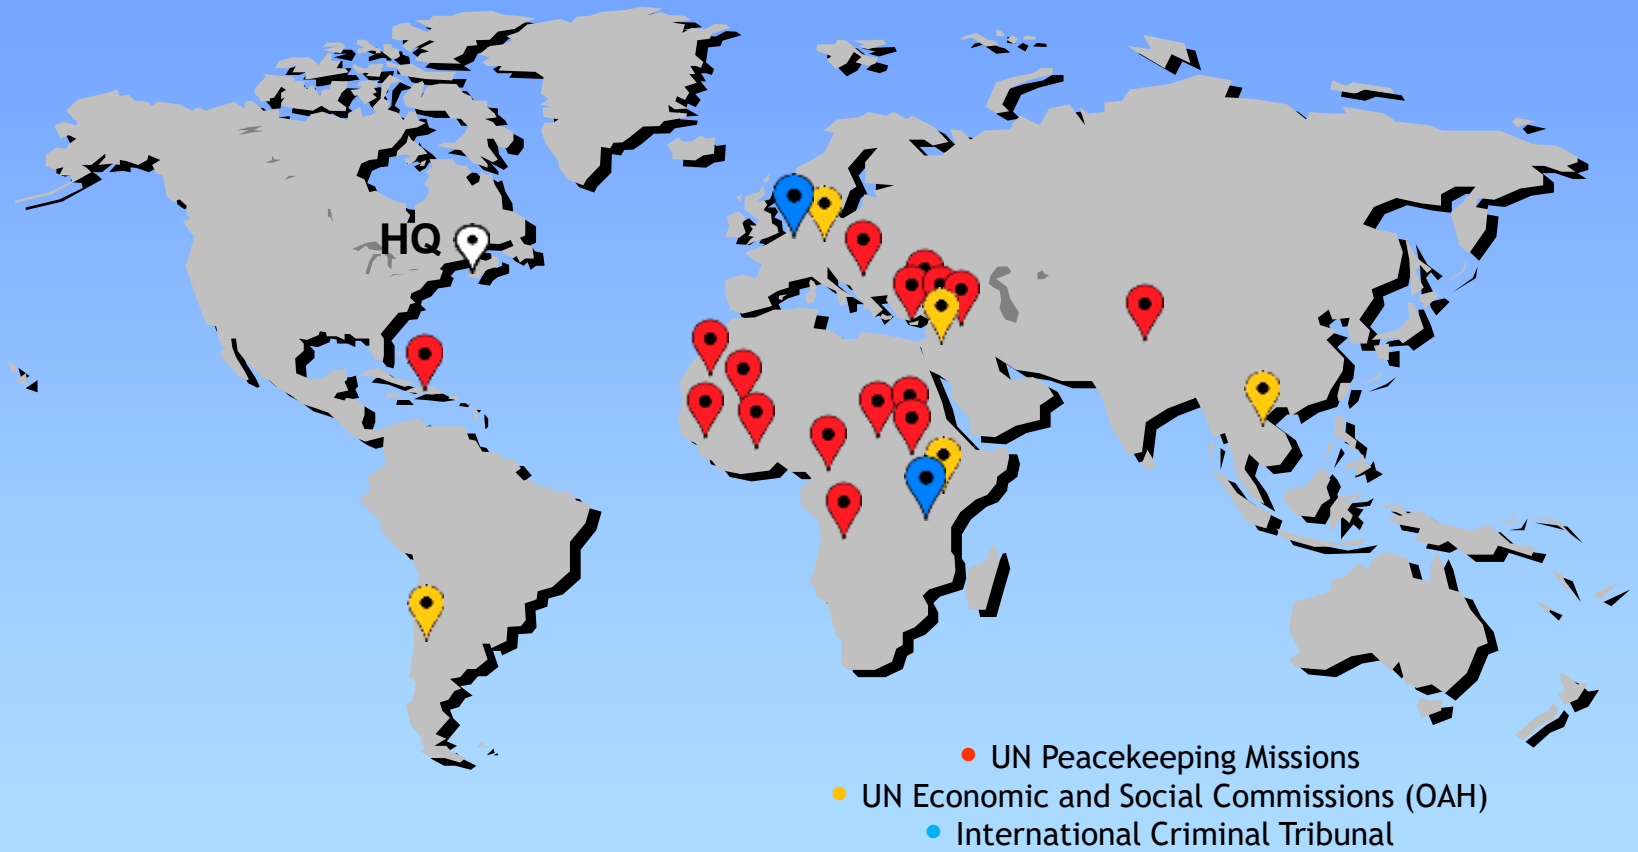 HQ
UN Peacekeeping Missions
UN Economic and Social Commissions (OAH)
International Criminal Tribunal